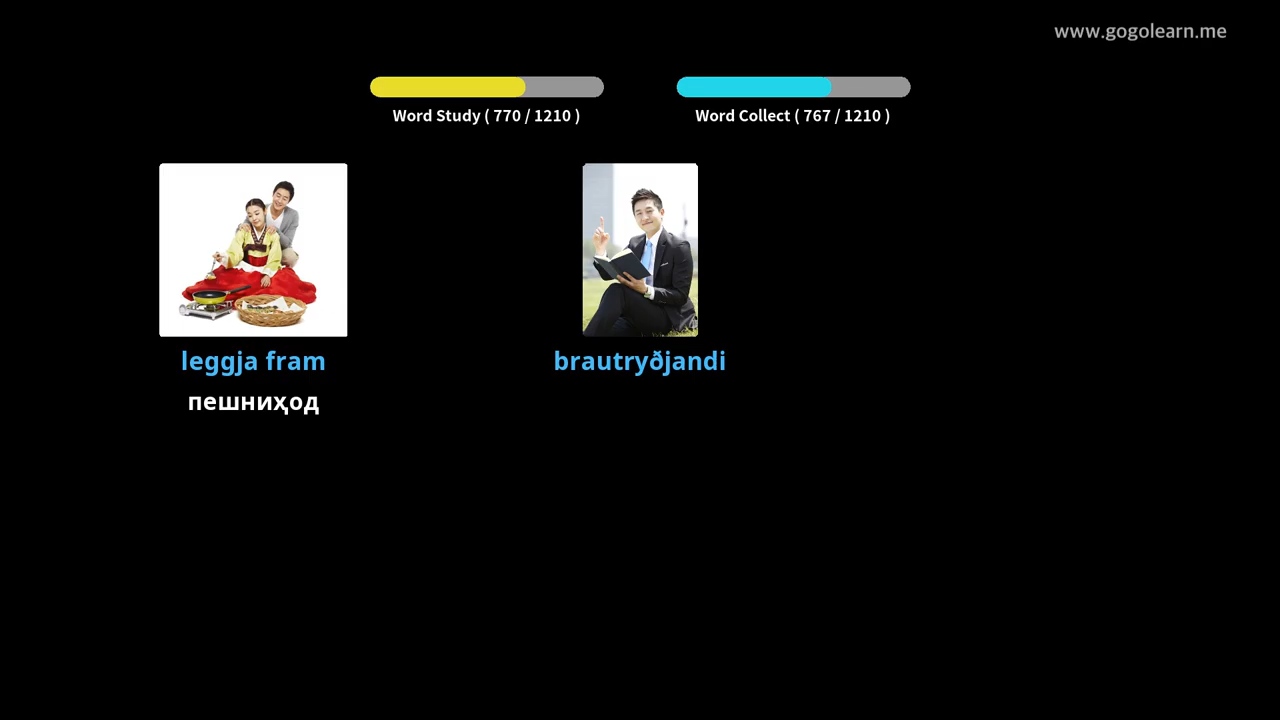 www.gogolearn.me
Word Study ( 770 / 1210 )
Word Collect ( 767 / 1210 )
leggja fram
brautryðjandi
пешниҳод